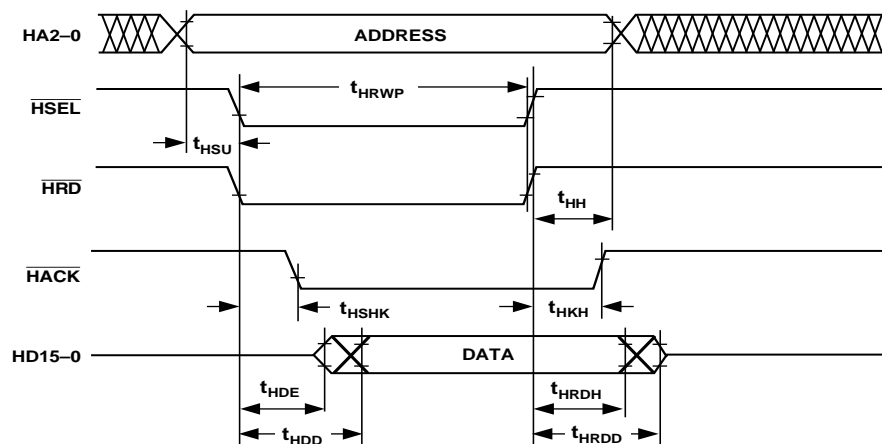 HA2–0
ADDRESS
HSEL
tHRWP
tHSU
HRD
tHH
HACK
tHSHK
tHKH
HD15–0
DATA
tHDE
tHRDH
tHDD
tHRDD